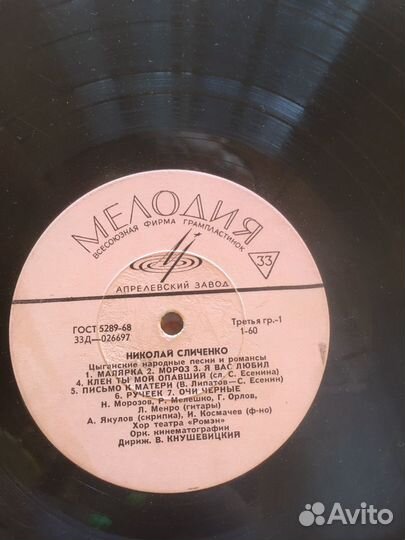 МЕЛОДИЯ
ВСЕСОЮЗНАЯ ФИРМА ГРАМПЛАСТИНОК
33
АПРЕЛЕВСКИЙ ЗАВОД
ГОСТ 5289-68
33Д—026697
Третья гр.-1
1-60
НИКОЛАЙ СЛИЧЕНКО
Цыганские народные песни и романсы
1. МАЛЯРКА 2. МОРОЗ 3. Я ВАС ЛЮБИЛ
4. КЛЕН ТЫ МОЙ ОПАВШИЙ (сл. С. Есенина)
5. ПИСЬМО К МАТЕРИ (В. Липатов—С. Есенин)
6. РУЧЕЕК 7. ОЧИ ЧЕРНЫЕ
Н. Морозов, Р. Мелешко, Г. Орлов,
Л. Менро (гитары)
А. Якулов (скрипка), И. Космачев (ф-но)
Хор театра «Ромэн»
Орк. кинематографии
Дириж. В. КНУШЕВИЦКИЙ
Avito